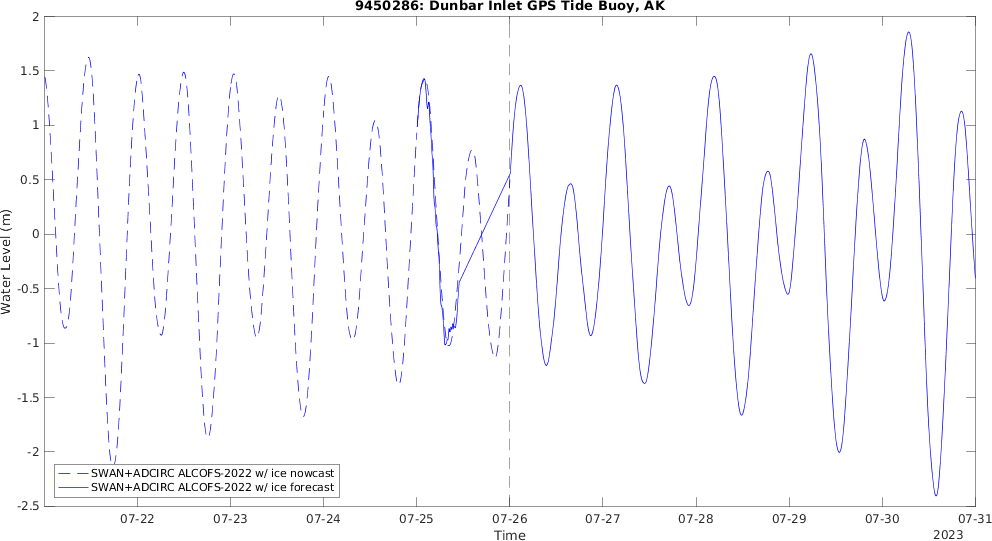 9450286: Dunbar Inlet GPS Tide Buoy, AK
2
1.5
1
0.5
0
-0.5
-1
-1.5
-2
-2.5
Water Level (m)
SWAN+ADCIRC ALCOFS-2022 w/ ice nowcast
SWAN+ADCIRC ALCOFS-2022 w/ ice forecast
07-22 07-23 07-24 07-25 07-26 07-27 07-28 07-29 07-30 07-31
Time
2023